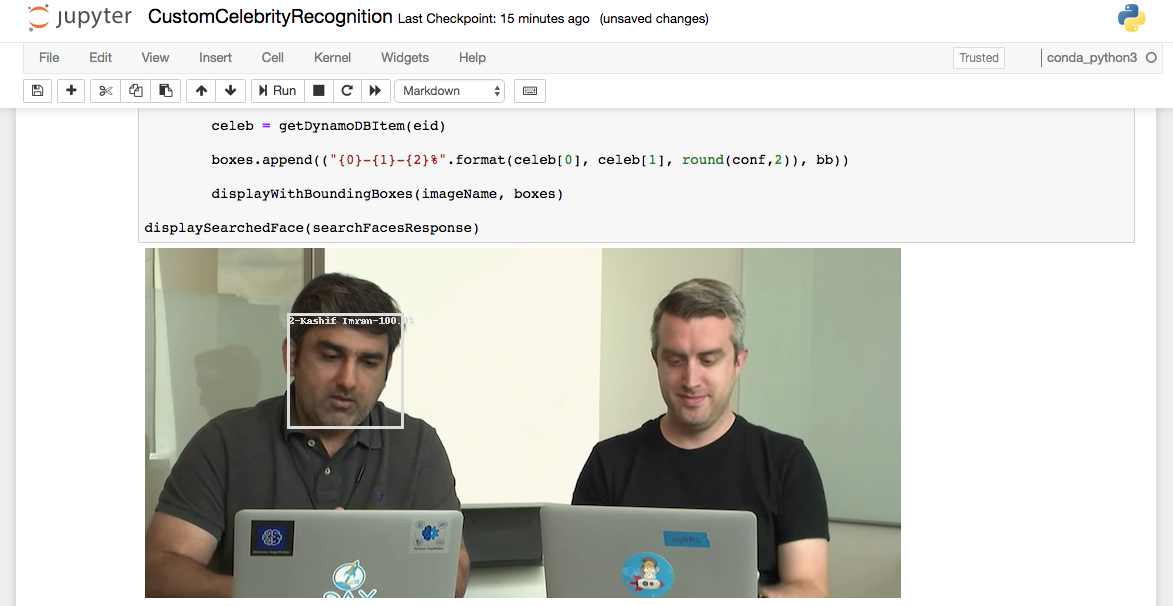 jupyter CustomCelebrityRecognition Last Checkpoint: 15 minutes ago (unsaved changes)
File Edit View Insert Cell Kernel Widgets Help Trusted conda_python3
Run Markdown
celeb = getDynamoDBItem(eid)
boxes.append(("{0}-{1}-{2}%".format(celeb[0], celeb[1], round(conf,2)), bb))
displayWithBoundingBoxes(imageName, boxes)
displaySearchedFace(searchFacesResponse)
2-Kashif Imran-100.0%